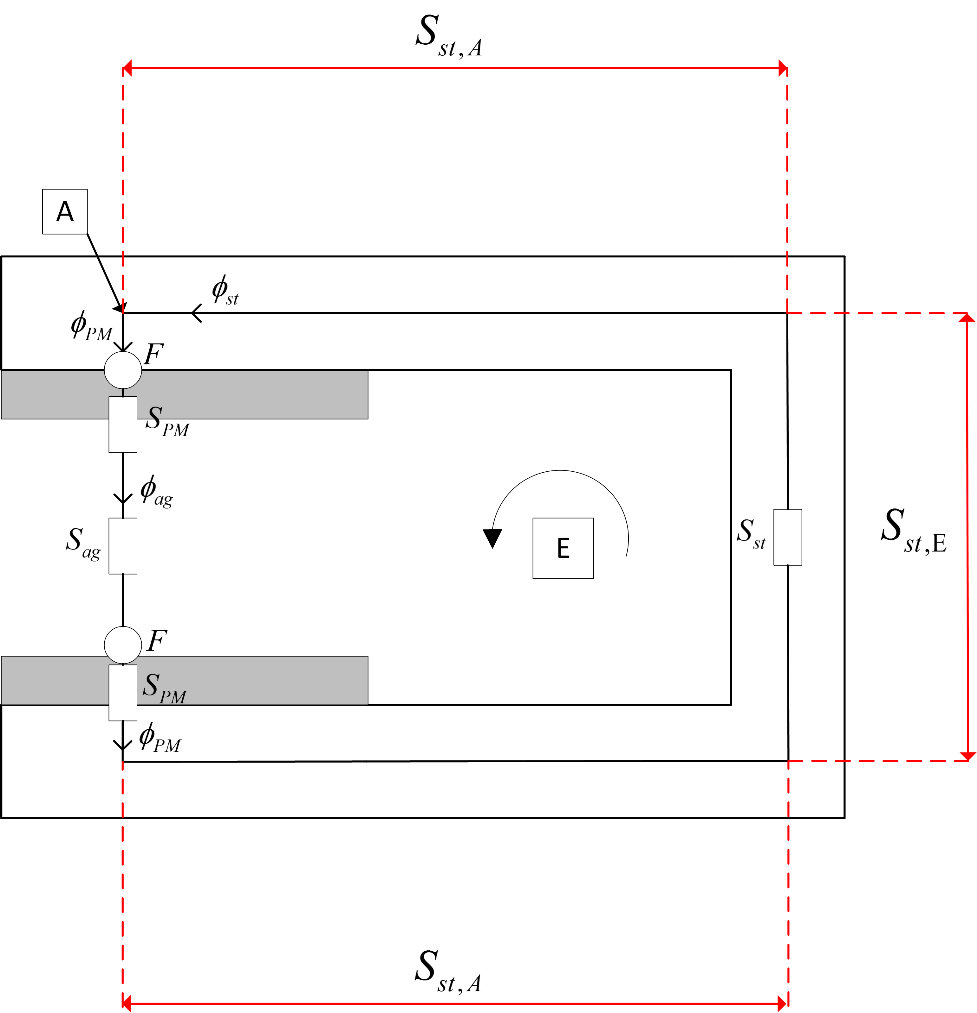 S_{st,A}
A
ϕ_{st}
ϕ_{PM}
F
S_{PM}
ϕ_{ag}
S_{ag}
E
S_{st}
S_{st,E}
F
S_{PM}
ϕ_{PM}
S_{st,A}